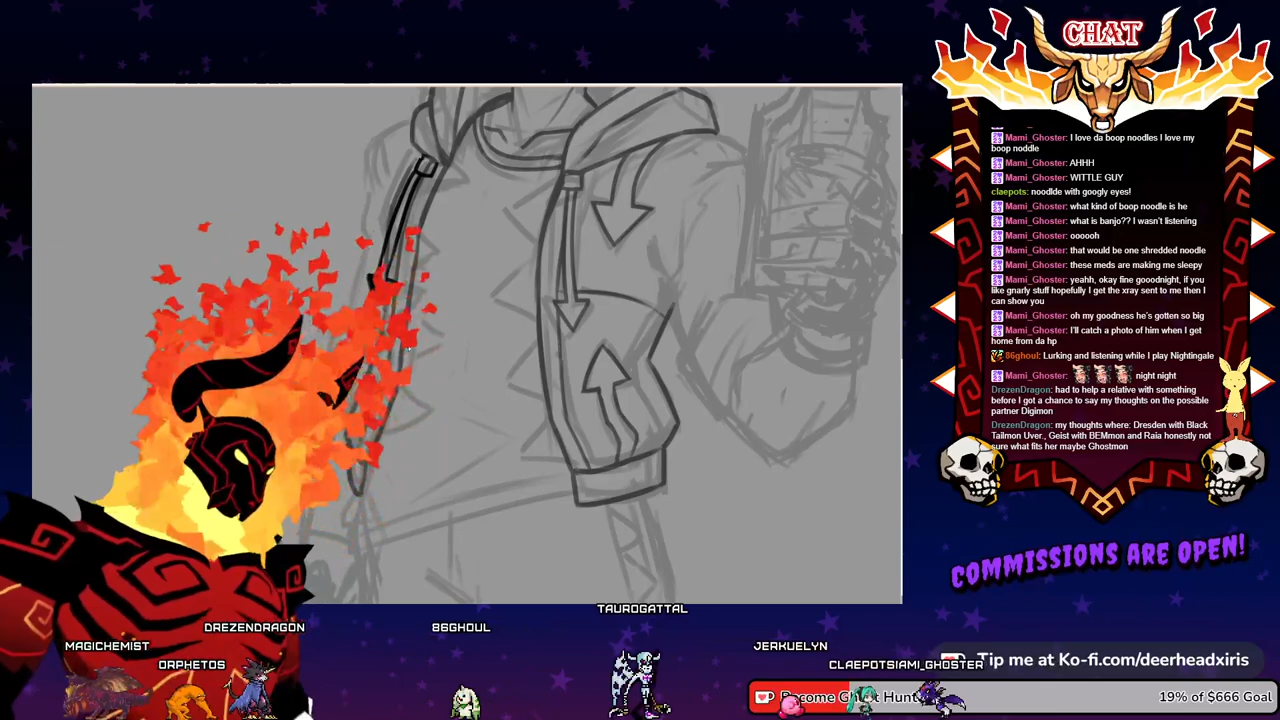 CHAT
Mami_Ghoster: I love da boop noodles I love my
boop noddle
Mami_Ghoster: AHHH
Mami_Ghoster: WITTLE GUY
claepots: noodlde with googly eyes!
Mami_Ghoster: what kind of boop noodle is he
Mami_Ghoster: what is banjo?? I wasn't listening
Mami_Ghoster: oooooh
Mami_Ghoster: that would be one shredded noodle
Mami_Ghoster: these meds are making me sleepy
Mami_Ghoster: yeahh, okay fine gooodnight, if you
like gnarly stuff hopefully I get the xray sent to me then I
can show you
Mami_Ghoster: oh my goodness he's gotten so big
Mami_Ghoster: I'll catch a photo of him when I get
home from da hp
86ghoul: Lurking and listening while I play Nightingale
Mami_Ghoster: night night
DrezenDragon: had to help a relative with something
before I got a chance to say my thoughts on the possible
partner Digimon
DrezenDragon: my thoughts where: Dresden with Black
Tailmon Uver., Geist with BEMmon and Raia honestly not
sure what fits her maybe Ghostmon
COMMISSIONS ARE OPEN!
TAUROGATTAL
DREZENDRAGON
86GHOUL
MAGICHEMIST
JERKUELYN
ORPHETOS
Tip me at Ko-fi.com/deerheadxiris
19% of $666 Goal